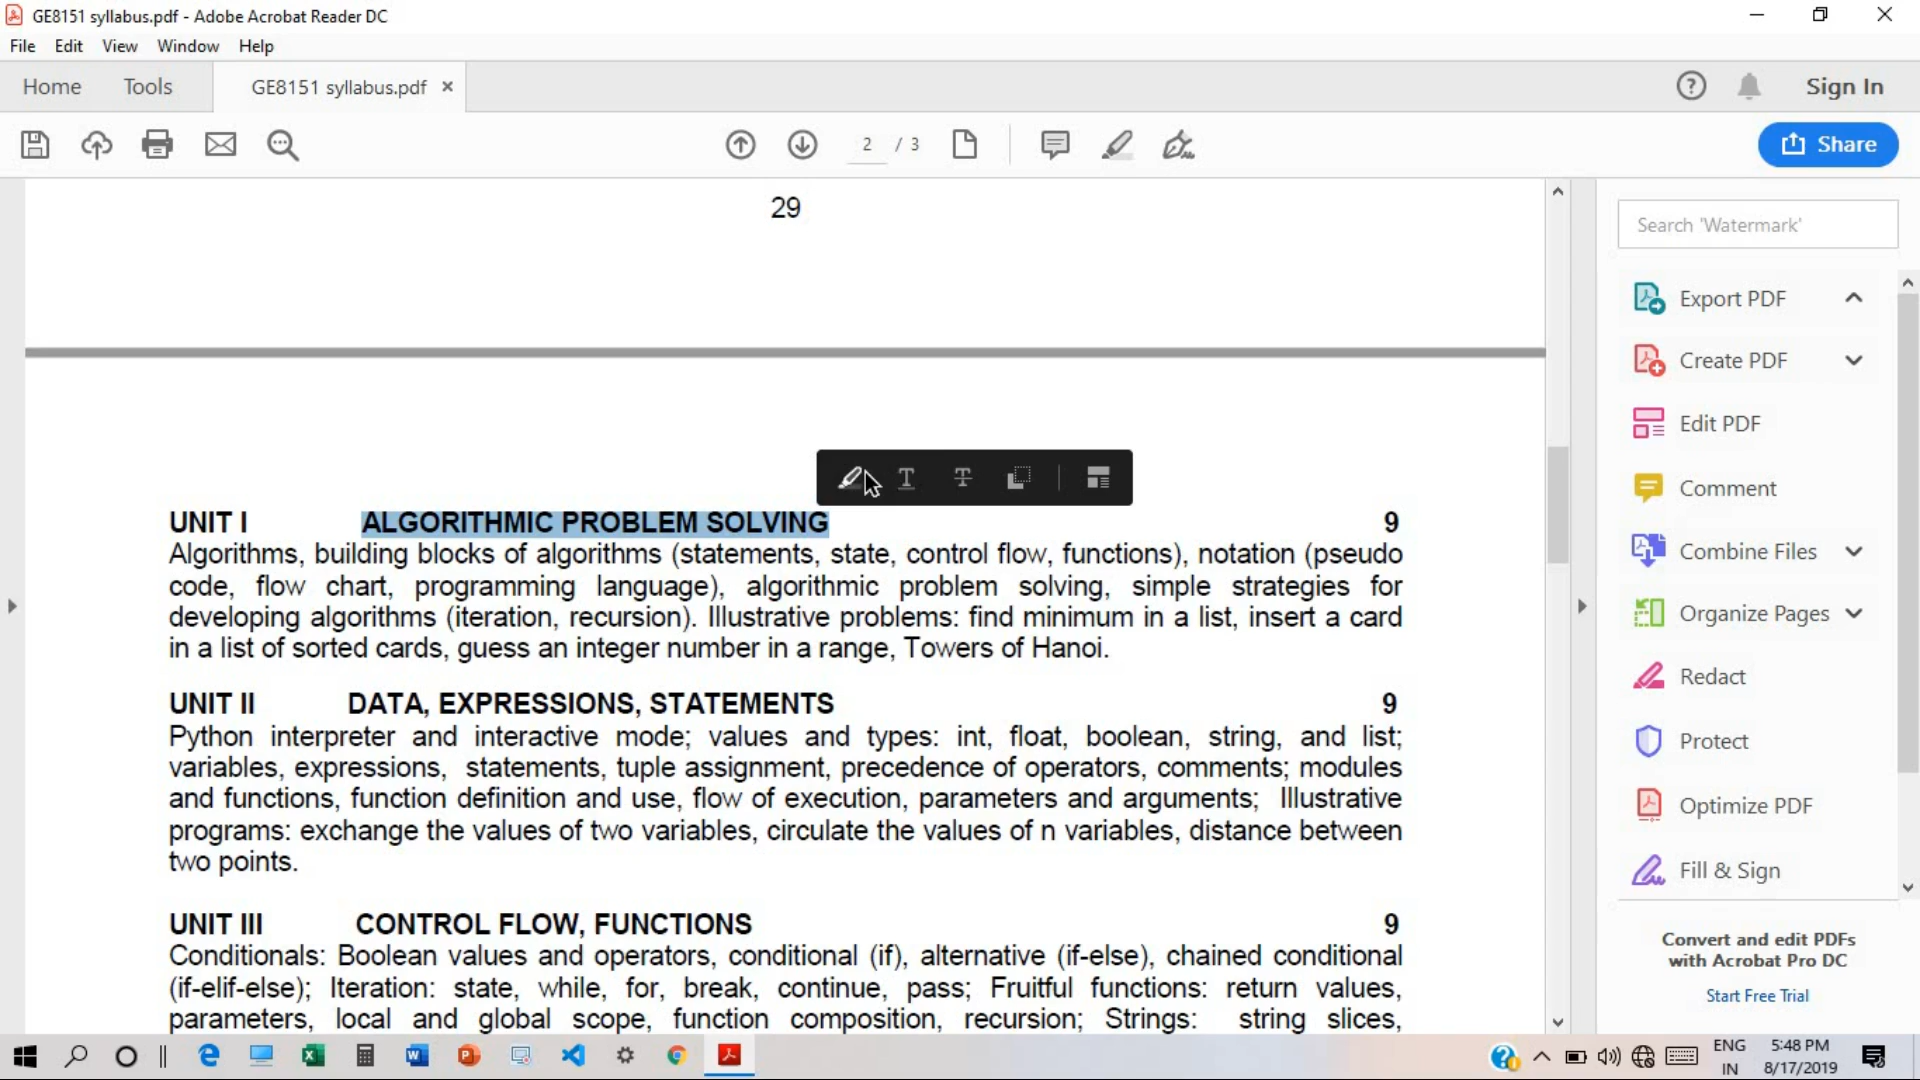 GE8151 syllabus.pdf - Adobe Acrobat Reader DC
File Edit View Window Help
Home Tools GE8151 syllabus.pdf × Sign In
2 / 3 Share
29
Search 'Watermark'
Export PDF
Create PDF
Edit PDF
Comment
Combine Files
Organize Pages
Redact
Protect
Optimize PDF
Fill & Sign
Convert and edit PDFs
with Acrobat Pro DC
Start Free Trial
UNIT I ALGORITHMIC PROBLEM SOLVING 9
Algorithms, building blocks of algorithms (statements, state, control flow, functions), notation (pseudo
code, flow chart, programming language), algorithmic problem solving, simple strategies for
developing algorithms (iteration, recursion). Illustrative problems: find minimum in a list, insert a card
in a list of sorted cards, guess an integer number in a range, Towers of Hanoi.
UNIT II DATA, EXPRESSIONS, STATEMENTS 9
Python interpreter and interactive mode; values and types: int, float, boolean, string, and list;
variables, expressions, statements, tuple assignment, precedence of operators, comments; modules
and functions, function definition and use, flow of execution, parameters and arguments; Illustrative
programs: exchange the values of two variables, circulate the values of n variables, distance between
two points.
UNIT III CONTROL FLOW, FUNCTIONS 9
Conditionals: Boolean values and operators, conditional (if), alternative (if-else), chained conditional
(if-elif-else); Iteration: state, while, for, break, continue, pass; Fruitful functions: return values,
parameters, local and global scope, function composition, recursion; Strings: string slices,
ENG
IN
5:48 PM
8/17/2019